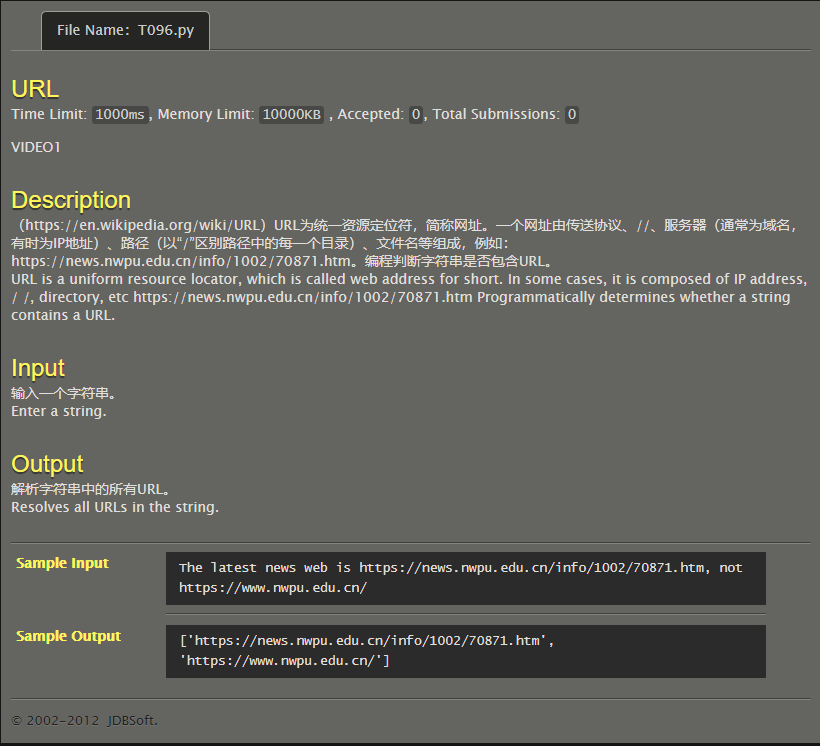 File Name: T096.py
URL
Time Limit: 1000ms, Memory Limit: 10000KB , Accepted: 0, Total Submissions: 0
VIDEO1
Description
（https://en.wikipedia.org/wiki/URL）URL为统一资源定位符，简称网址。一个网址由传送协议、//、服务器（通常为域名，
有时为IP地址）、路径（以“/”区别路径中的每一个目录）、文件名等组成，例如：
https://news.nwpu.edu.cn/info/1002/70871.htm。编程判断字符串是否包含URL。
URL is a uniform resource locator, which is called web address for short. In some cases, it is composed of IP address,
/ /, directory, etc https://news.nwpu.edu.cn/info/1002/70871.htm Programmatically determines whether a string
contains a URL.
Input
输入一个字符串。
Enter a string.
Output
解析字符串中的所有URL。
Resolves all URLs in the string.
Sample Input
The latest news web is https://news.nwpu.edu.cn/info/1002/70871.htm, not
https://www.nwpu.edu.cn/
Sample Output
['https://news.nwpu.edu.cn/info/1002/70871.htm',
'https://www.nwpu.edu.cn/']
© 2002-2012 JDBSoft.